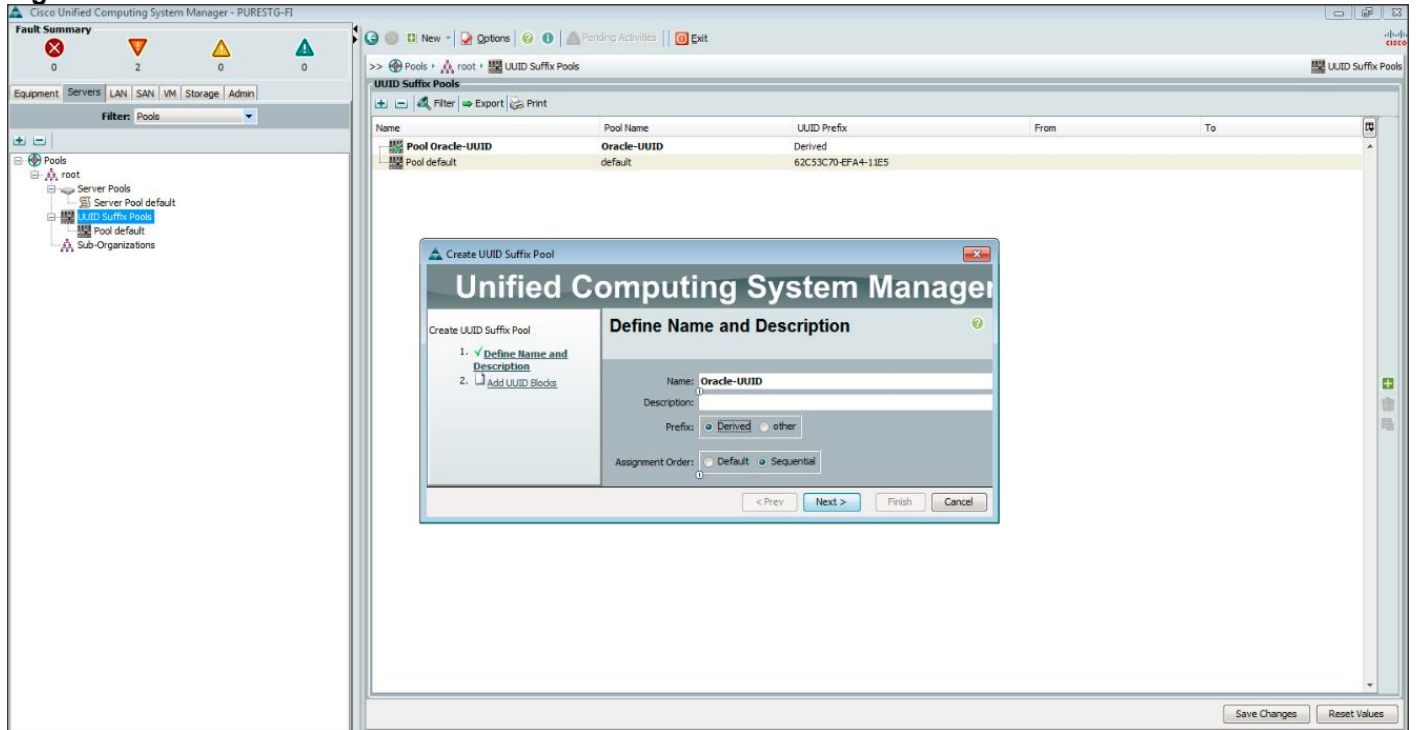 Cisco Unified Computing System Manager - PURESTG-FI
Fault Summary
0 2 0 0
Equipment Servers LAN SAN VM Storage Admin
Filter: Pools
Pools
root
Server Pools
Server Pool default
UUID Suffix Pools
Pool default
Sub-Organizations
New Options Pending Activities Exit
cisco
>> Pools root UUID Suffix Pools
UUID Suffix Pools
UUID Suffix Pools
Filter Export Print
Name Pool Name UUID Prefix From To
Pool Oracle-UUID Oracle-UUID Derived
Pool default default 62C53C70-EFA4-11E5
Create UUID Suffix Pool
Unified Computing System Manager
Create UUID Suffix Pool
1. Define Name and
Description
2. Add UUID Blocks
Define Name and Description
Name: Oracle-UUID
Description:
Prefix: Derived other
Assignment Order: Default Sequential
< Prev Next > Finish Cancel
Save Changes Reset Values